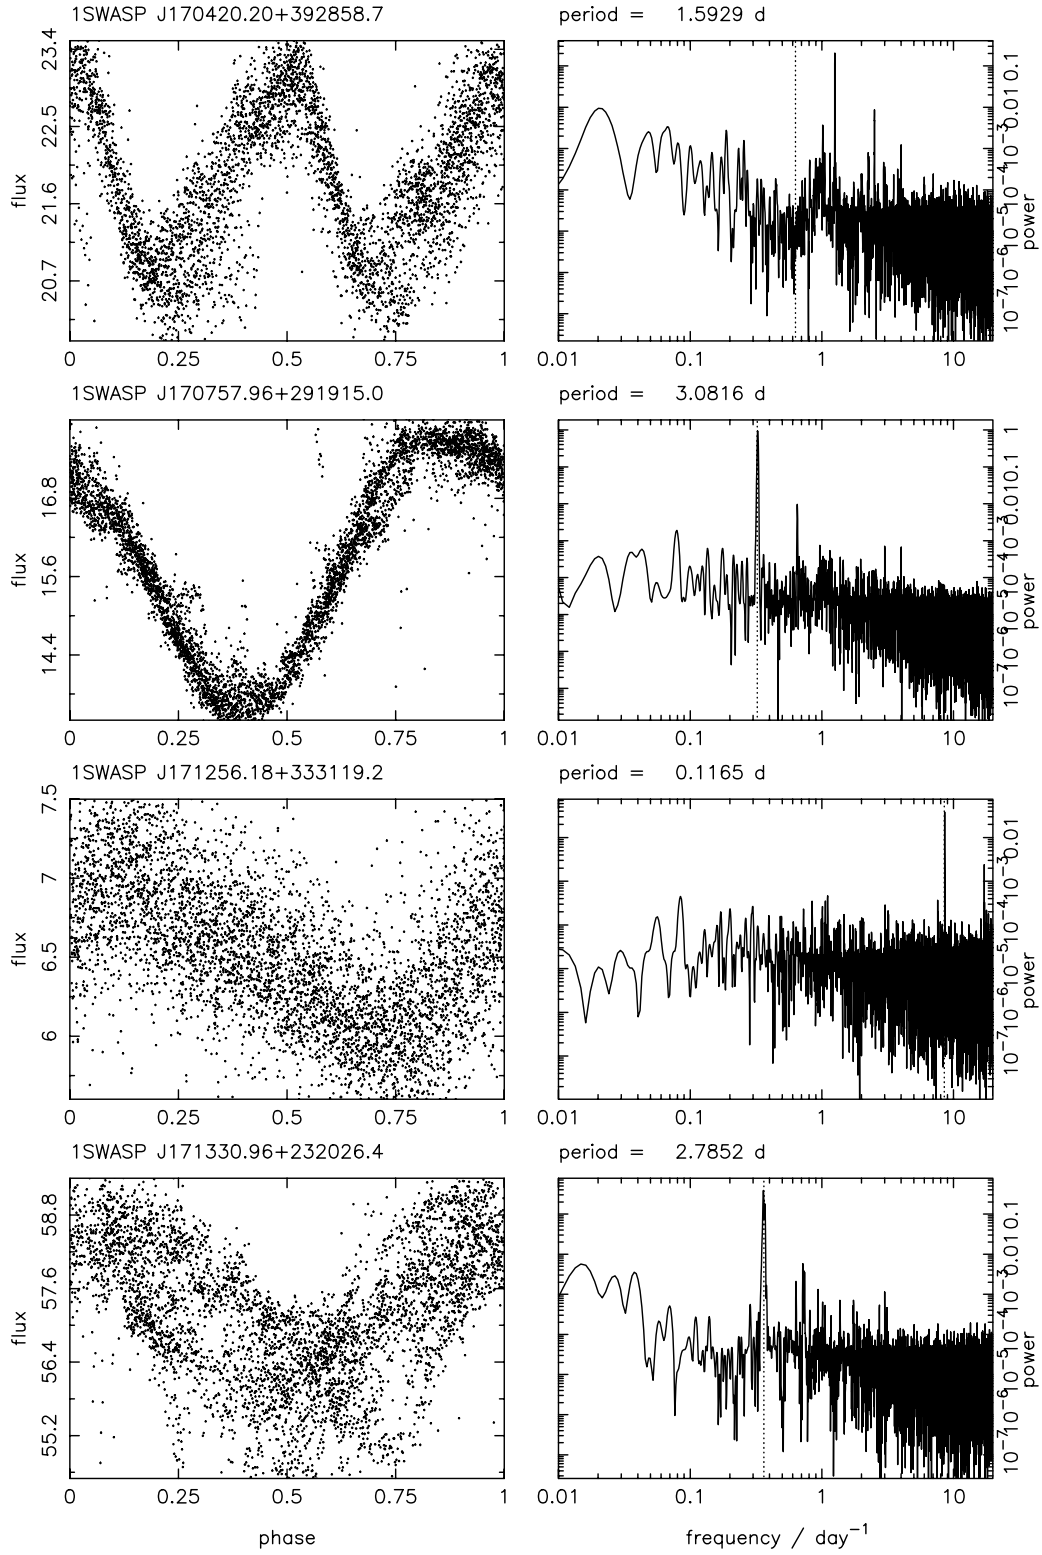 1SWASP J170420.20+392858.7
period = 1.5929 d
23.4
22.5
21.6
20.7
flux
0 0.25 0.5 0.75 1
0.1
0.01
10−3
10−4
10−5
10−6
10−7
power
0.01 0.1 1 10
1SWASP J170757.96+291915.0
period = 3.0816 d
16.8
15.6
14.4
flux
0 0.25 0.5 0.75 1
1
0.1
0.01
10−3
10−4
10−5
10−6
10−7
power
0.01 0.1 1 10
1SWASP J171256.18+333119.2
period = 0.1165 d
7.5
7
6.5
6
flux
0 0.25 0.5 0.75 1
0.01
10−3
10−4
10−5
10−6
10−7
power
0.01 0.1 1 10
1SWASP J171330.96+232026.4
period = 2.7852 d
58.8
57.6
56.4
55.2
flux
0 0.25 0.5 0.75 1
phase
0.1
0.01
10−3
10−4
10−5
10−6
10−7
power
0.01 0.1 1 10
frequency / day−1